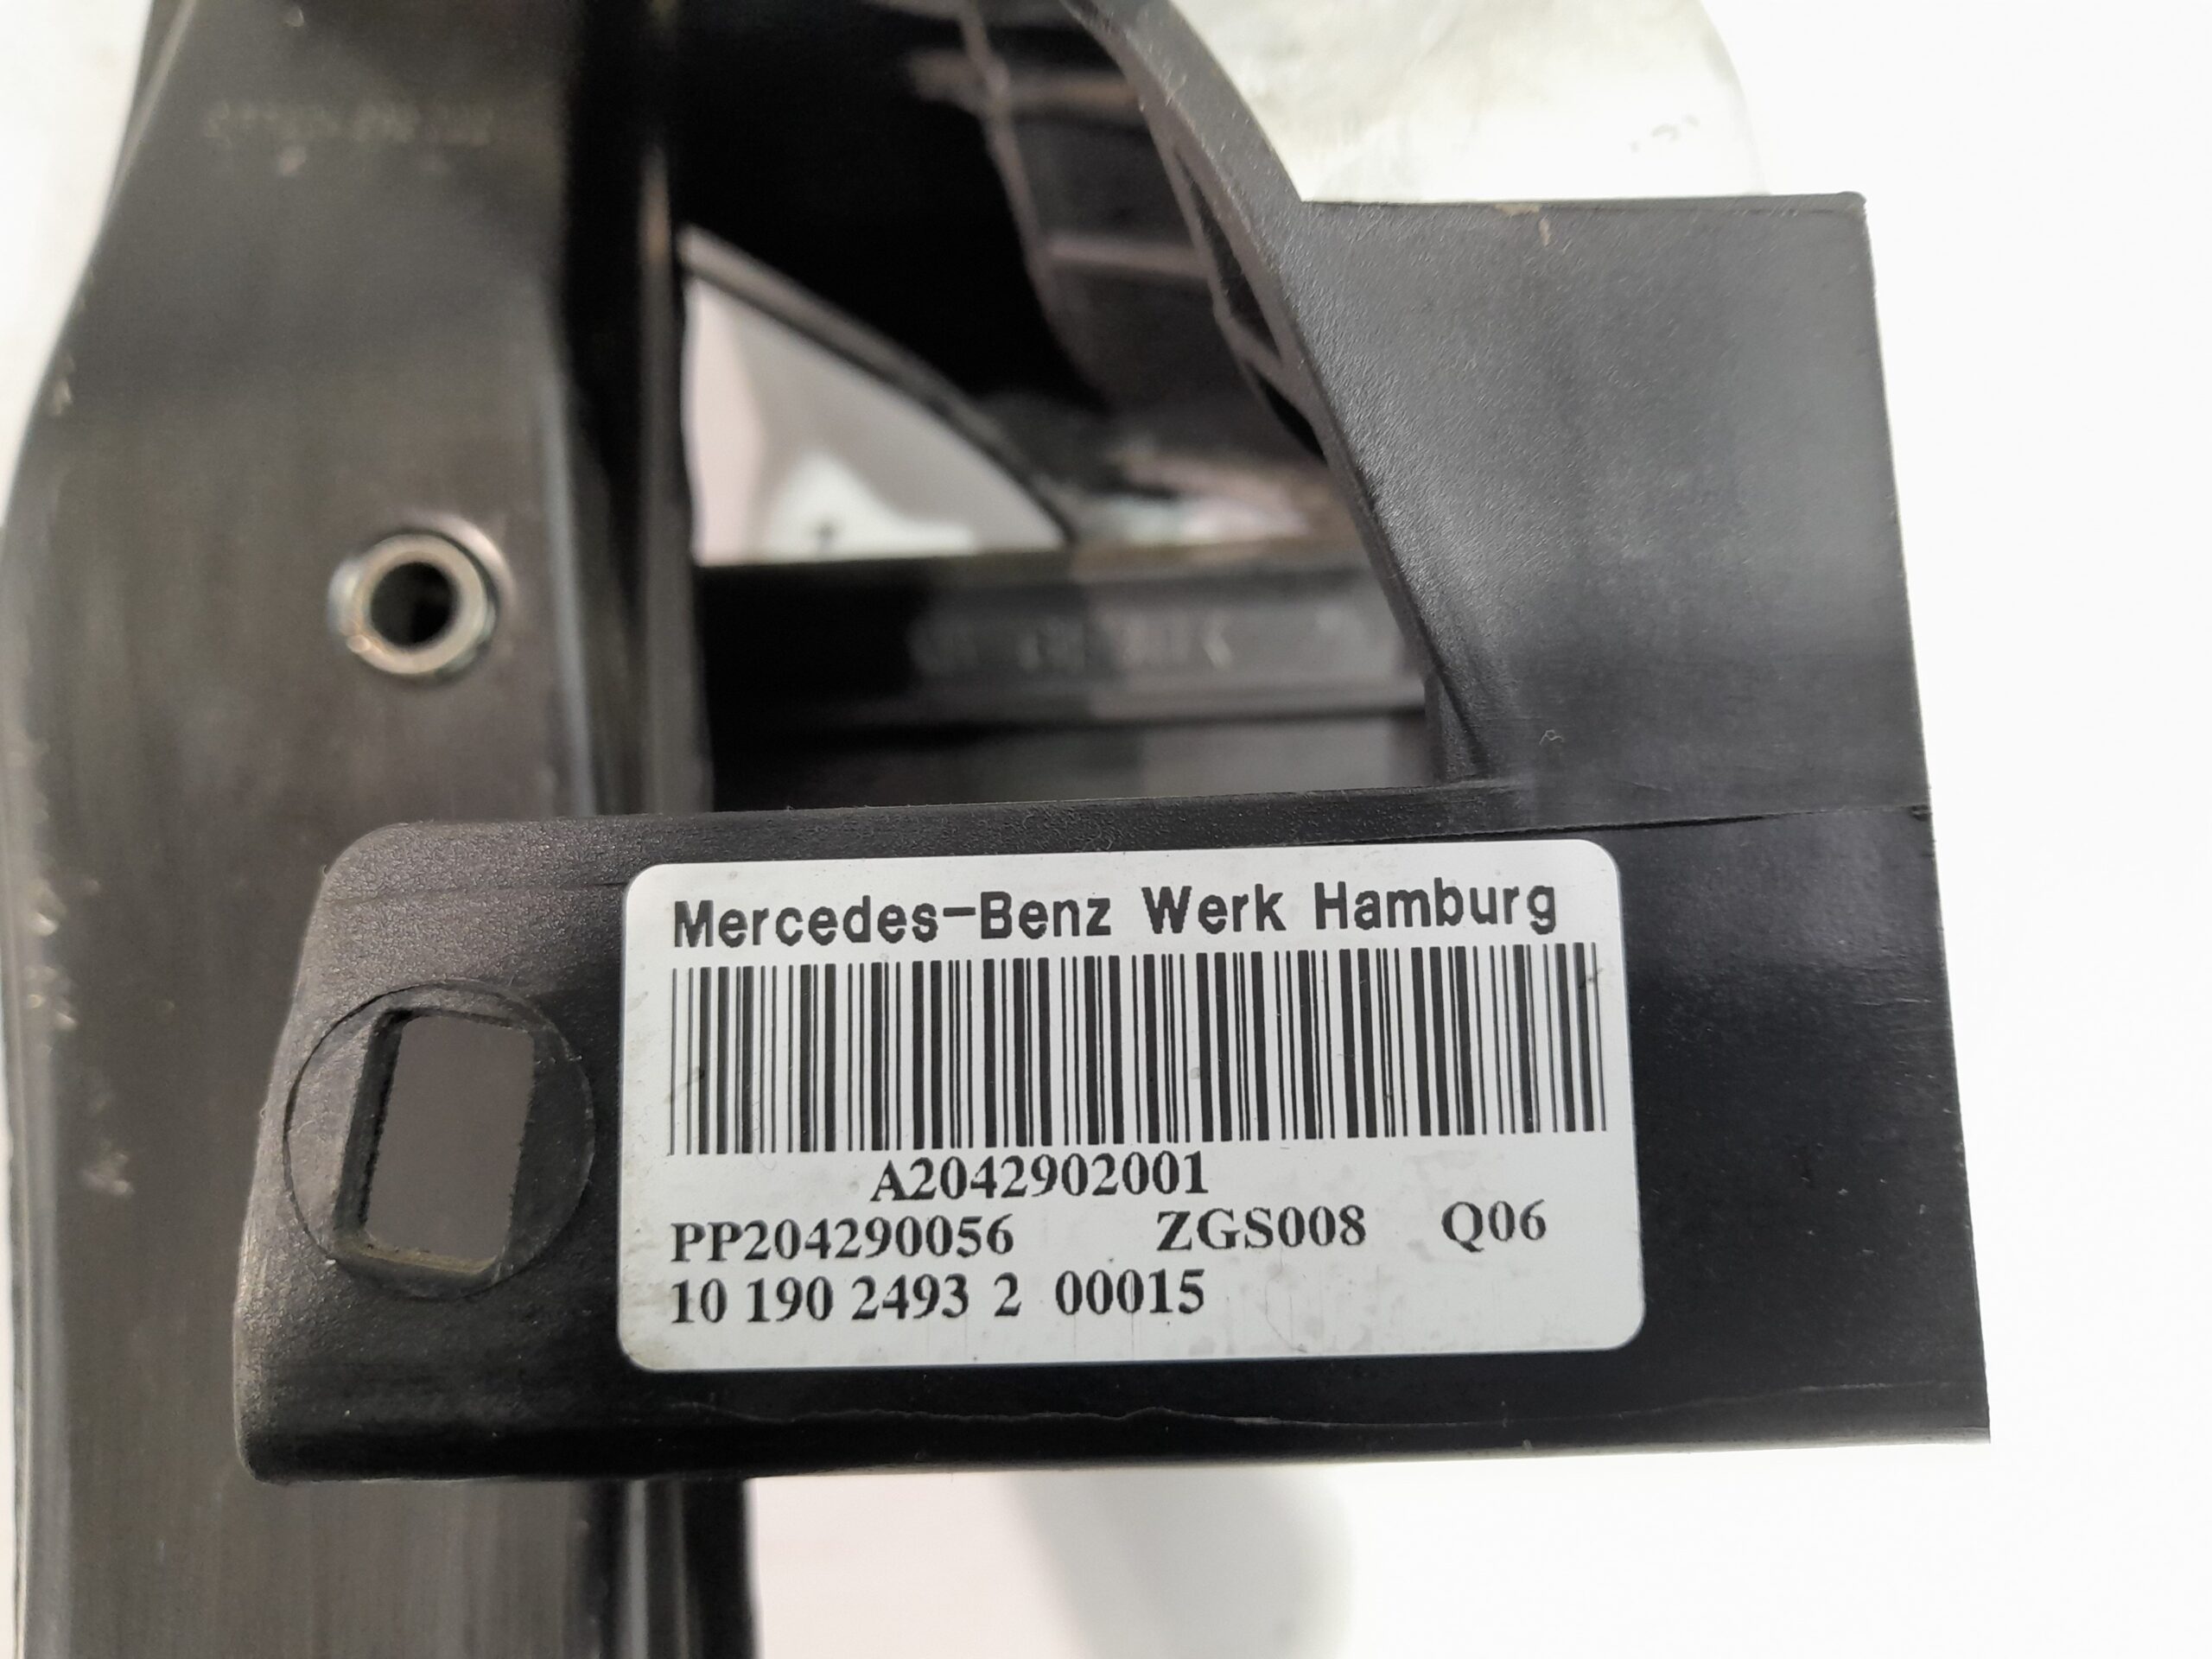 Mercedes-Benz Werk Hamburg
A2042902001
PP204290056 ZGS008 Q06
10 190 2493 2 00015